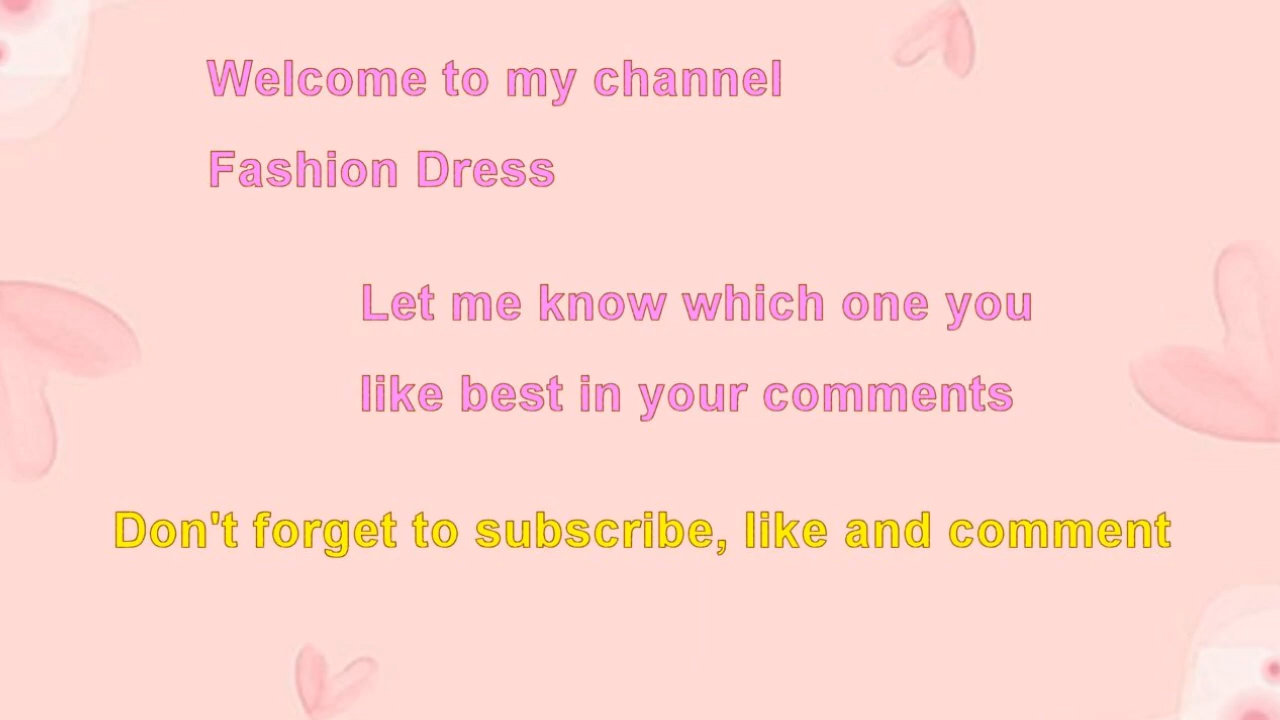 Welcome to my channel
Fashion Dress
Let me know which one you
like best in your comments
Don't forget to subscribe, like and comment